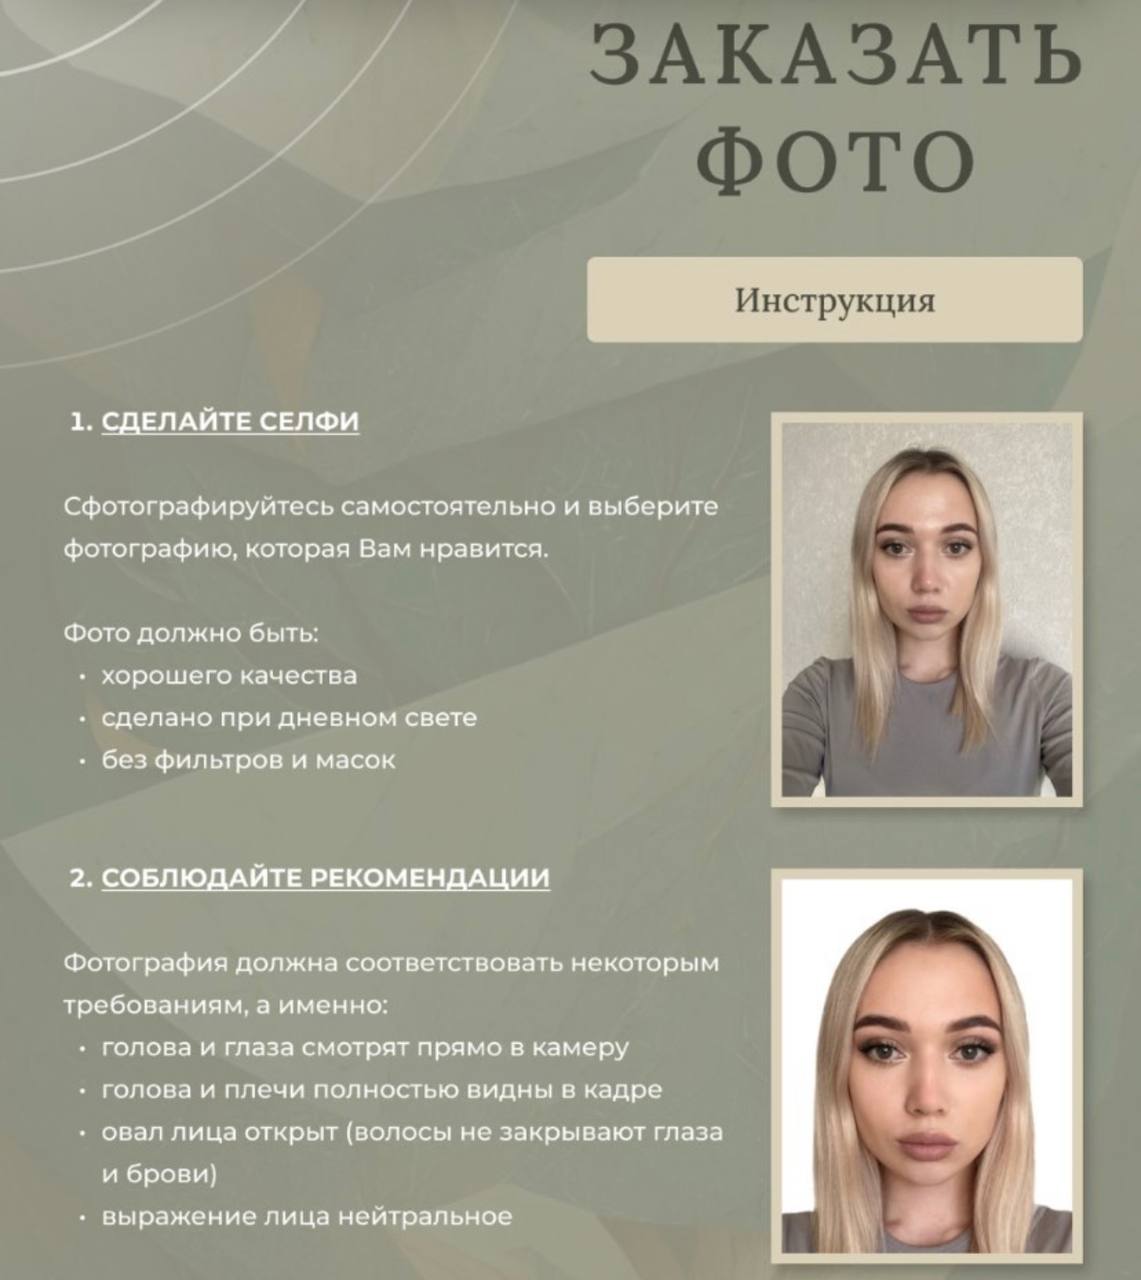 ЗАКАЗАТЬ
ФОТО
Инструкция
1. СДЕЛАЙТЕ СЕЛФИ
Сфотографируйтесь самостоятельно и выберите
фотографию, которая Вам нравится.
Фото должно быть:
• хорошего качества
• сделано при дневном свете
• без фильтров и масок
2. СОБЛЮДАЙТЕ РЕКОМЕНДАЦИИ
Фотография должна соответствовать некоторым
требованиям, а именно:
• голова и глаза смотрят прямо в камеру
• голова и плечи полностью видны в кадре
• овал лица открыт (волосы не закрывают глаза
и брови)
• выражение лица нейтральное